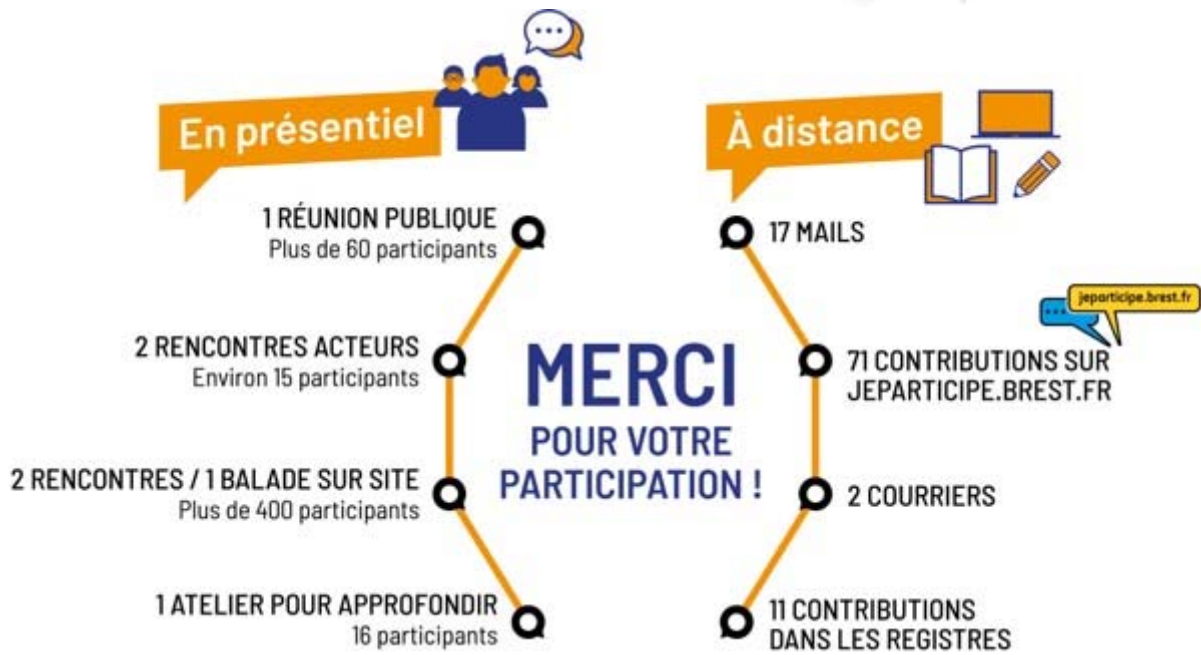 En présentiel
1 RÉUNION PUBLIQUE
Plus de 60 participants
2 RENCONTRES ACTEURS
Environ 15 participants
2 RENCONTRES / 1 BALADE SUR SITE
Plus de 400 participants
1 ATELIER POUR APPROFONDIR
16 participants
MERCI
POUR VOTRE
PARTICIPATION !
À distance
17 MAILS
jeparticipe.brest.fr
71 CONTRIBUTIONS SUR
JEPARTICIPE.BREST.FR
2 COURRIERS
11 CONTRIBUTIONS
DANS LES REGISTRES